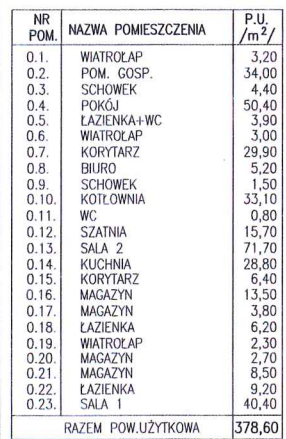 NR POM. NAZWA POMIESZCZENIA P.U. /m²/
0.1. WIATROŁAP 3,20
0.2. POM. GOSP. 34,00
0.3. SCHOWEK 4,40
0.4. POKÓJ 50,40
0.5. ŁAZIENKA+WC 3,90
0.6. WIATROŁAP 3,00
0.7. KORYTARZ 29,90
0.8. BIURO 5,20
0.9. SCHOWEK 1,50
0.10. KOTŁOWNIA 33,10
0.11. WC 0,80
0.12. SZATNIA 15,70
0.13. SALA 2 71,70
0.14. KUCHNIA 28,80
0.15. KORYTARZ 6,40
0.16. MAGAZYN 13,50
0.17. MAGAZYN 3,80
0.18. ŁAZIENKA 6,20
0.19. WIATROŁAP 2,30
0.20. MAGAZYN 2,70
0.21. MAGAZYN 8,50
0.22. ŁAZIENKA 9,20
0.23. SALA 1 40,40
RAZEM POW.UŻYTKOWA 378,60